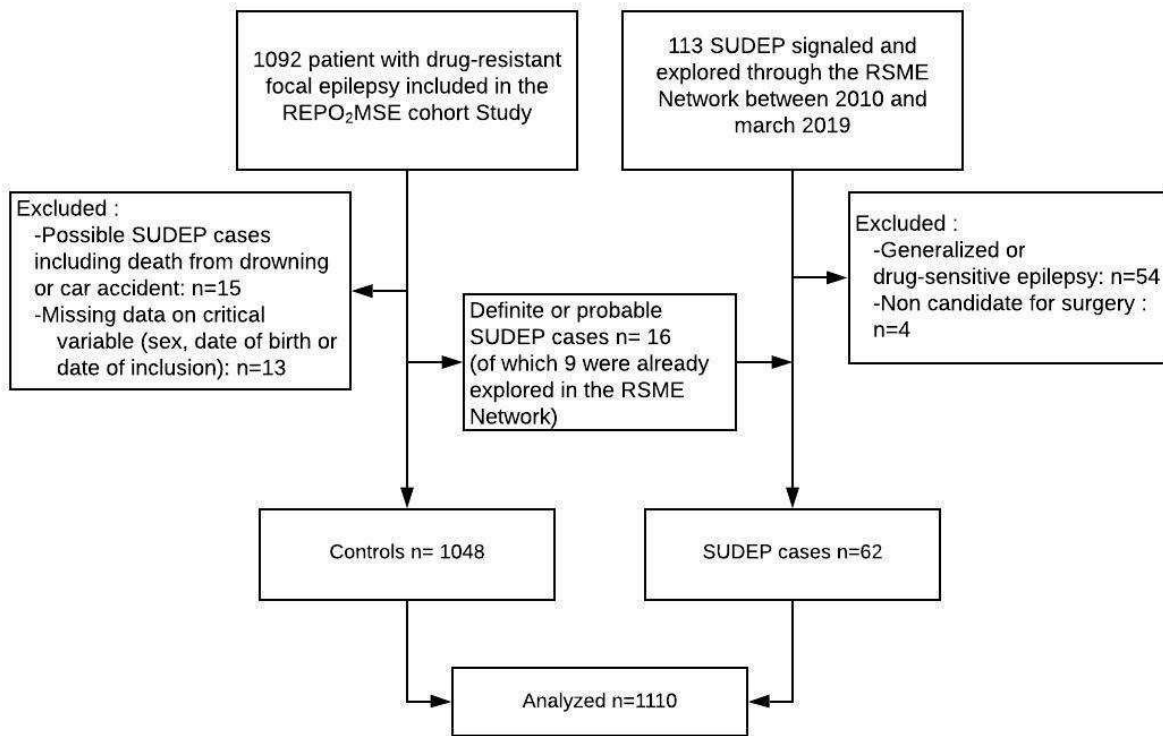 1092 patient with drug-resistant
focal epilepsy included in the
REPO₂MSE cohort Study
113 SUDEP signaled and
explored through the RSME
Network between 2010 and
march 2019
Excluded :
-Possible SUDEP cases
including death from drowning
or car accident: n=15
-Missing data on critical
variable (sex, date of birth or
date of inclusion): n=13
Definite or probable
SUDEP cases n= 16
(of which 9 were already
explored in the RSME
Network)
Excluded :
-Generalized or
drug-sensitive epilepsy: n=54
-Non candidate for surgery :
n=4
Controls n= 1048
SUDEP cases n=62
Analyzed n=1110